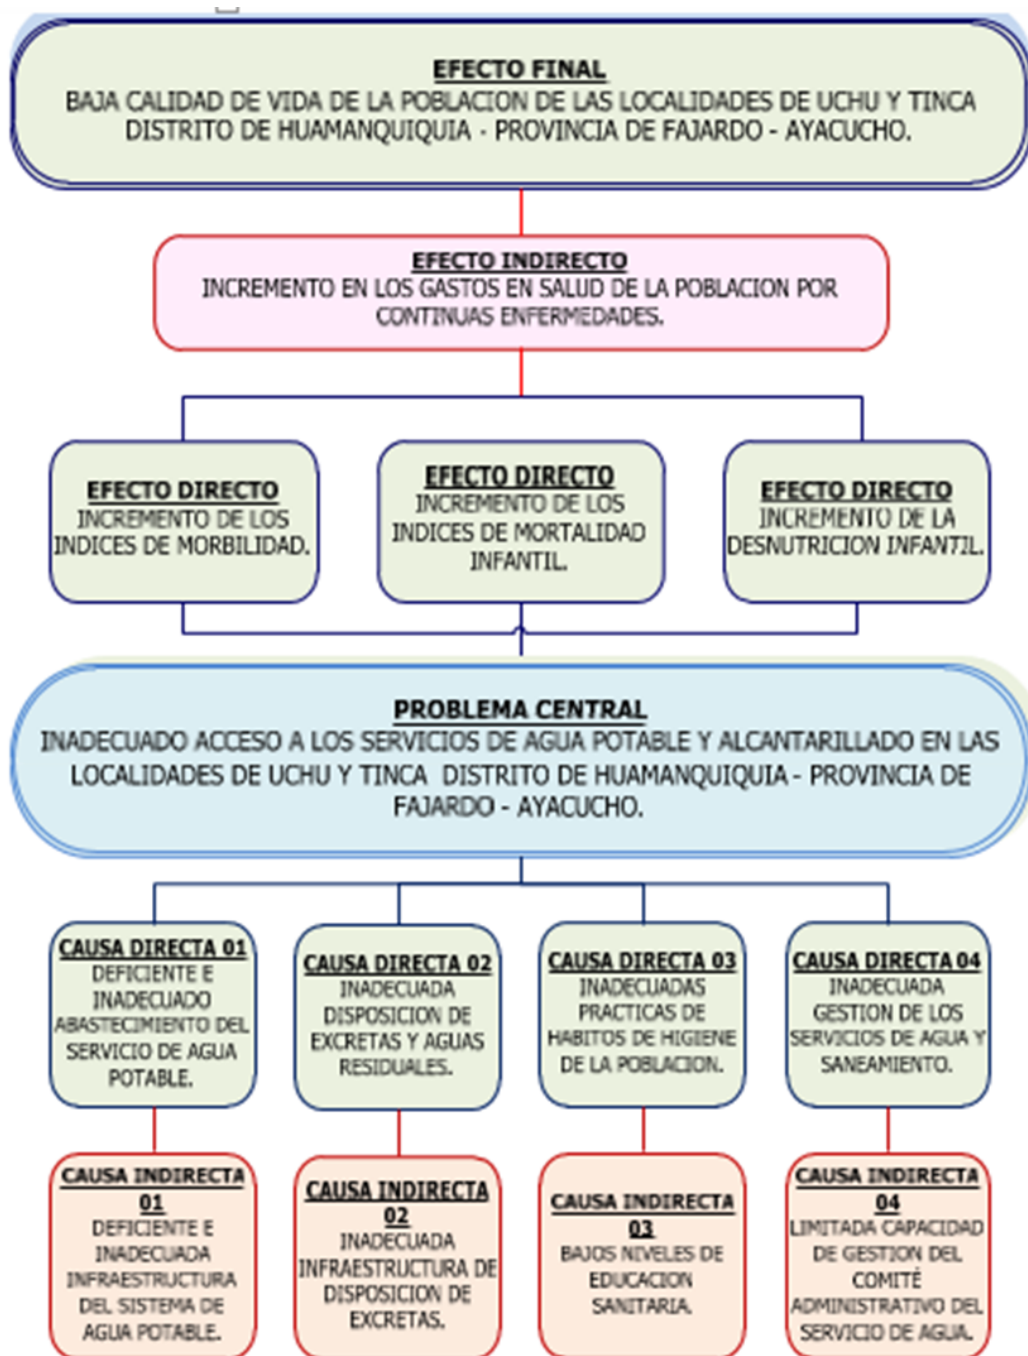 EFECTO FINAL
BAJA CALIDAD DE VIDA DE LA POBLACION DE LAS LOCALIDADES DE UCHU Y TINCA
DISTRITO DE HUAMANQUIQUIA - PROVINCIA DE FAJARDO - AYACUCHO.
EFECTO INDIRECTO
INCREMENTO EN LOS GASTOS EN SALUD DE LA POBLACION POR
CONTINUAS ENFERMEDADES.
EFECTO DIRECTO
INCREMENTO DE LOS
INDICES DE MORBILIDAD.
EFECTO DIRECTO
INCREMENTO DE LOS
INDICES DE MORTALIDAD
INFANTIL.
EFECTO DIRECTO
INCREMENTO DE LA
DESNUTRICION INFANTIL.
PROBLEMA CENTRAL
INADECUADO ACCESO A LOS SERVICIOS DE AGUA POTABLE Y ALCANTARILLADO EN LAS
LOCALIDADES DE UCHU Y TINCA DISTRITO DE HUAMANQUIQUIA - PROVINCIA DE
FAJARDO - AYACUCHO.
CAUSA DIRECTA 01
DEFICIENTE E
INADECUADO
ABASTECIMIENTO DEL
SERVICIO DE AGUA
POTABLE.
CAUSA DIRECTA 02
INADECUADA
DISPOSICION DE
EXCRETAS Y AGUAS
RESIDUALES.
CAUSA DIRECTA 03
INADECUADAS
PRACTICAS DE
HABITOS DE HIGIENE
DE LA POBLACION.
CAUSA DIRECTA 04
INADECUADA
GESTION DE LOS
SERVICIOS DE AGUA Y
SANEAMIENTO.
CAUSA INDIRECTA
01
DEFICIENTE E
INADECUADA
INFRAESTRUCTURA
DEL SISTEMA DE
AGUA POTABLE.
CAUSA INDIRECTA
02
INADECUADA
INFRAESTRUCTURA DE
DISPOSICION DE
EXCRETAS.
CAUSA INDIRECTA
03
BAJOS NIVELES DE
EDUCACION
SANITARIA.
CAUSA INDIRECTA
04
LIMITADA CAPACIDAD
DE GESTION DEL
COMITÉ
ADMINISTRATIVO DEL
SERVICIO DE AGUA.